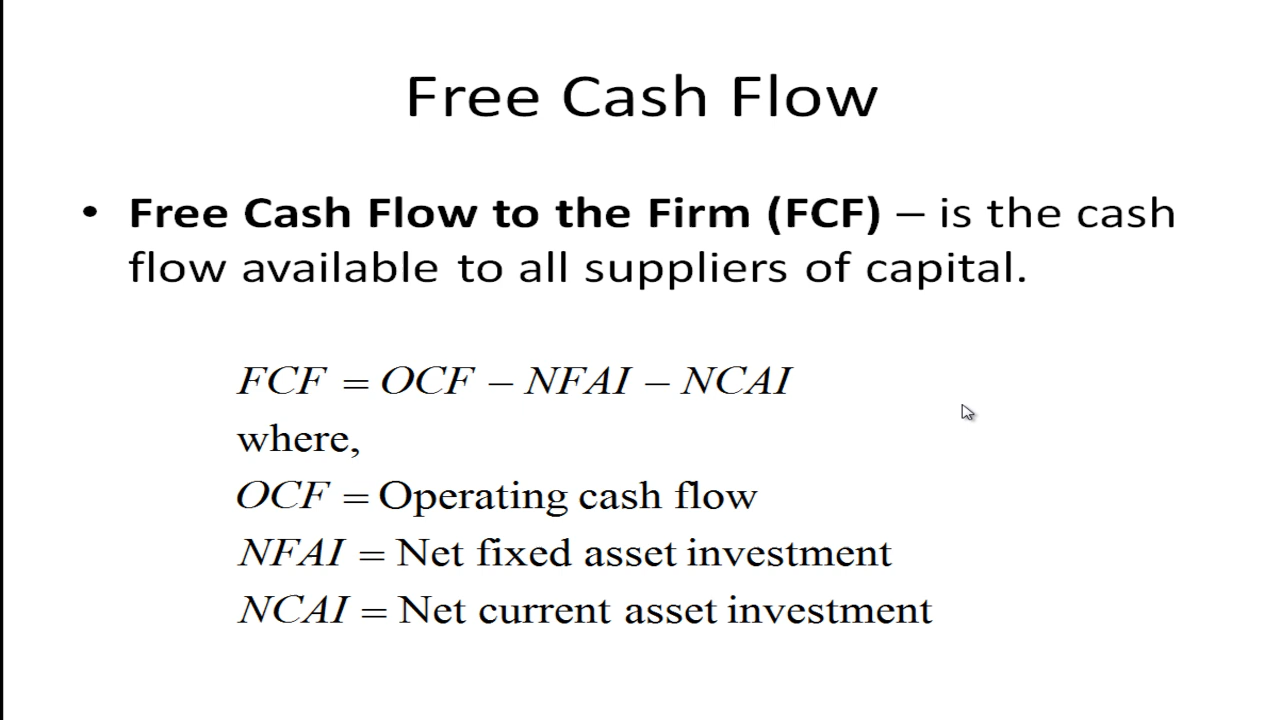 Free Cash Flow
• Free Cash Flow to the Firm (FCF) – is the cash
flow available to all suppliers of capital.
FCF = OCF – NFAI – NCAI
where,
OCF = Operating cash flow
NFAI = Net fixed asset investment
NCAI = Net current asset investment